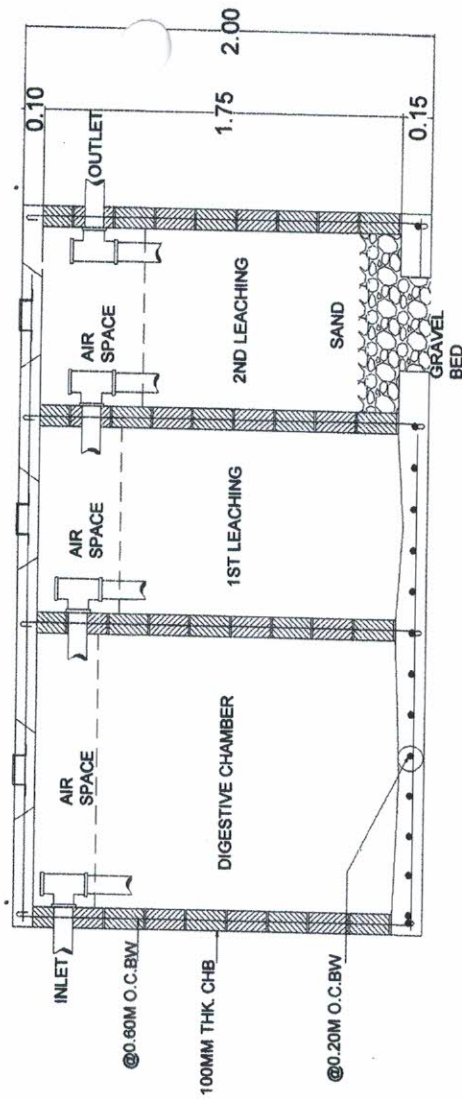 INLET
AIR
SPACE
DIGESTIVE CHAMBER
AIR
SPACE
1ST LEACHING
AIR
SPACE
2ND LEACHING
SAND
GRAVEL
BED
OUTLET
0.10
1.75
0.15
2.00
@0.60M O.C.BW
100MM THK. CHB
@0.20M O.C.BW